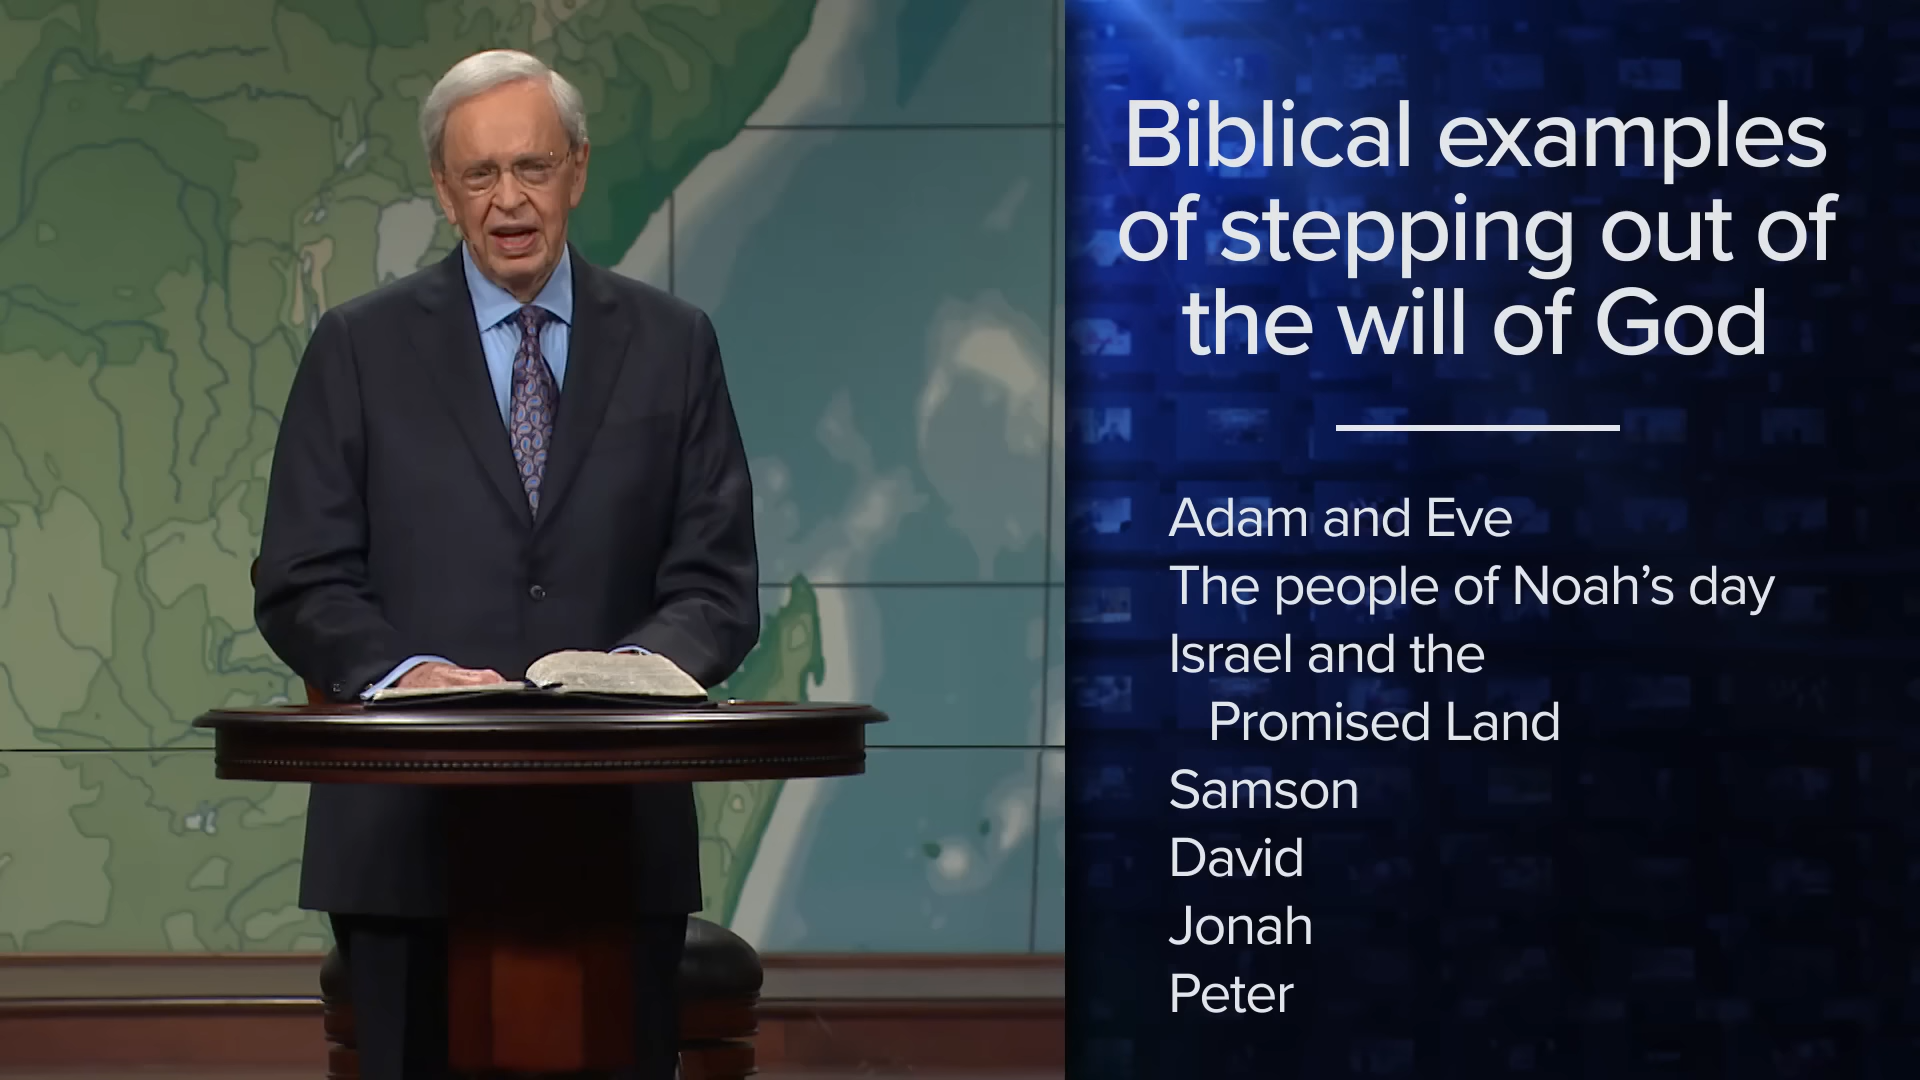 Biblical examples
of stepping out of
the will of God
Adam and Eve
The people of Noah’s day
Israel and the
Promised Land
Samson
David
Jonah
Peter